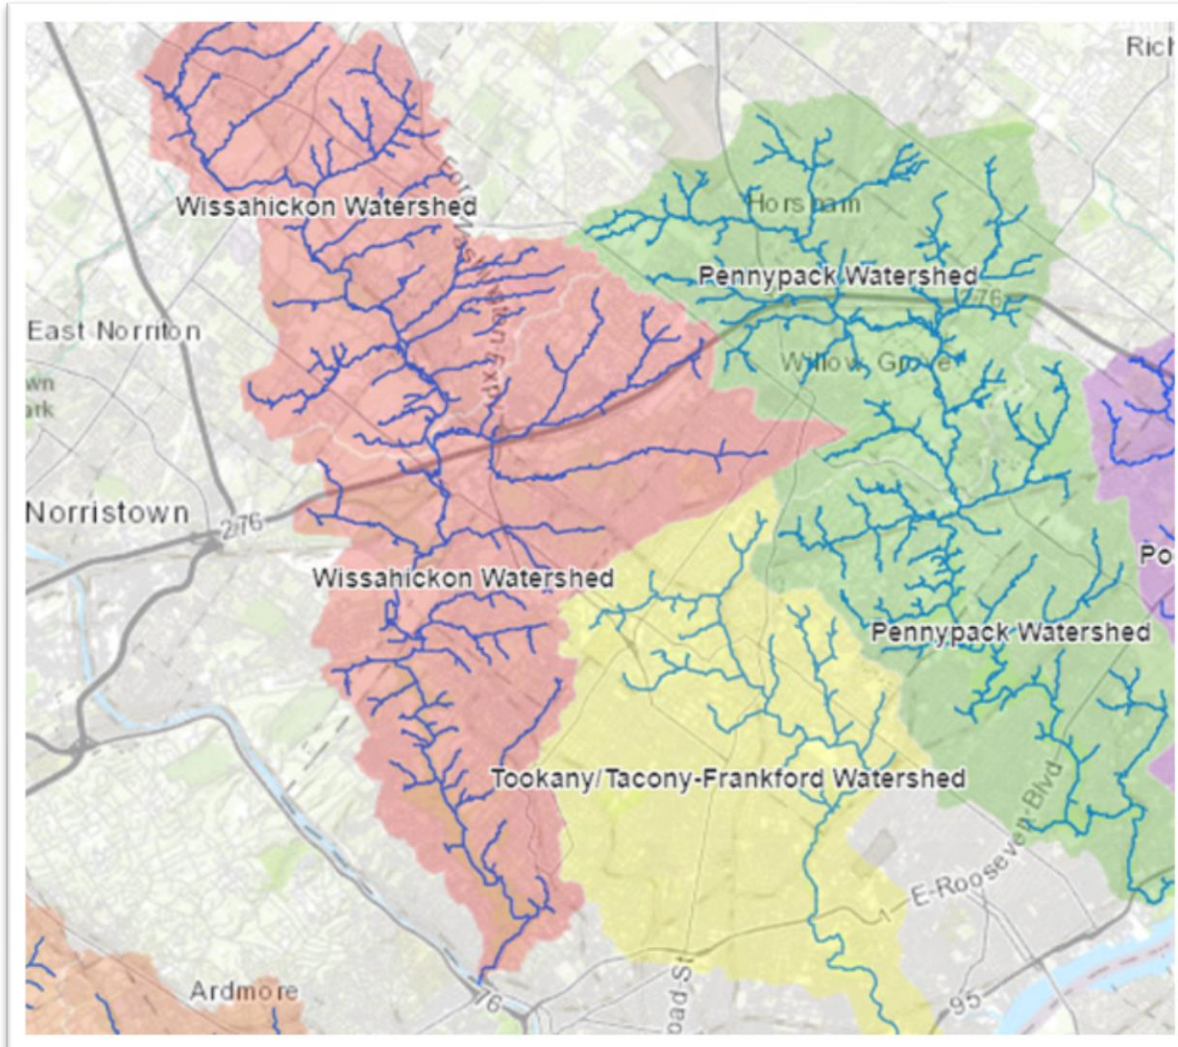 Rich
Wissahickon Watershed
Horsham
Pennypack Watershed
276
East Norriton
Willow Grove
Norristown
276
Po
Wissahickon Watershed
Pennypack Watershed
Tookany/Tacony-Frankford Watershed
E-Roosevelt-Blvd
1
Ardmore
76
oad St
95